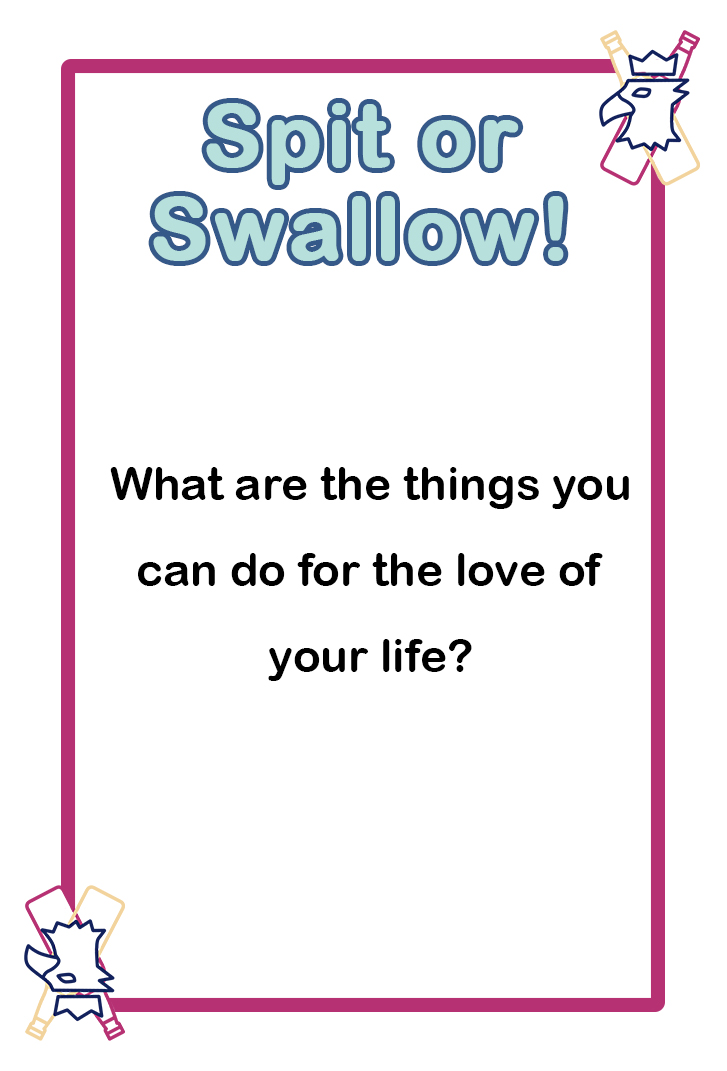 Spit or
Swallow!
What are the things you
can do for the love of
your life?